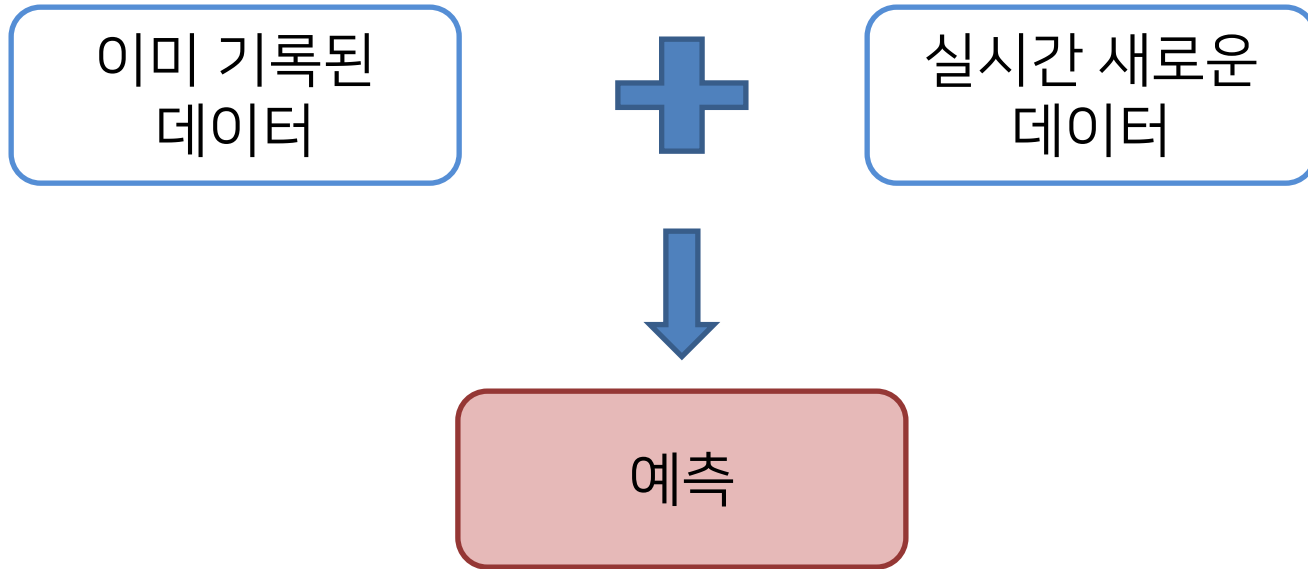 이미 기록된
데이터
실시간 새로운
데이터
예측